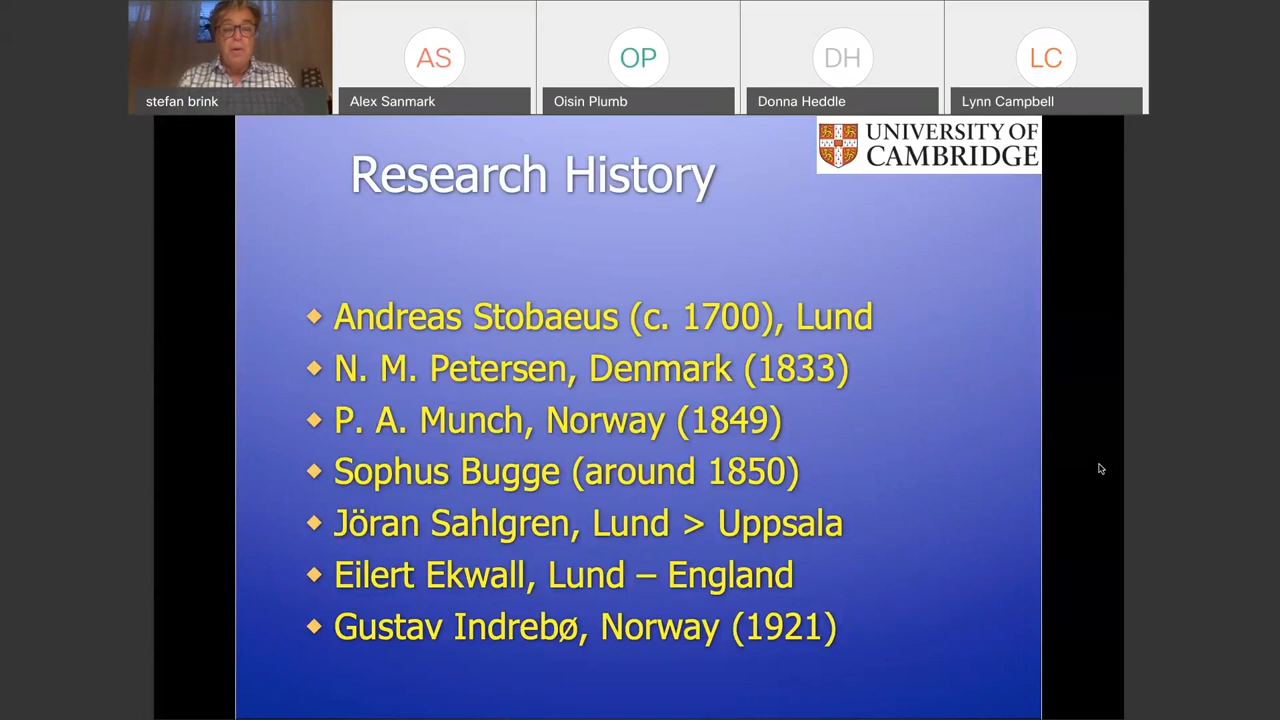 AS
OP
DH
LC
stefan brink
Alex Sanmark
Oisin Plumb
Donna Heddle
Lynn Campbell
UNIVERSITY OF
CAMBRIDGE
Research History
Andreas Stobaeus (c. 1700), Lund
N. M. Petersen, Denmark (1833)
P. A. Munch, Norway (1849)
Sophus Bugge (around 1850)
Jöran Sahlgren, Lund > Uppsala
Eilert Ekwall, Lund – England
Gustav Indrebø, Norway (1921)